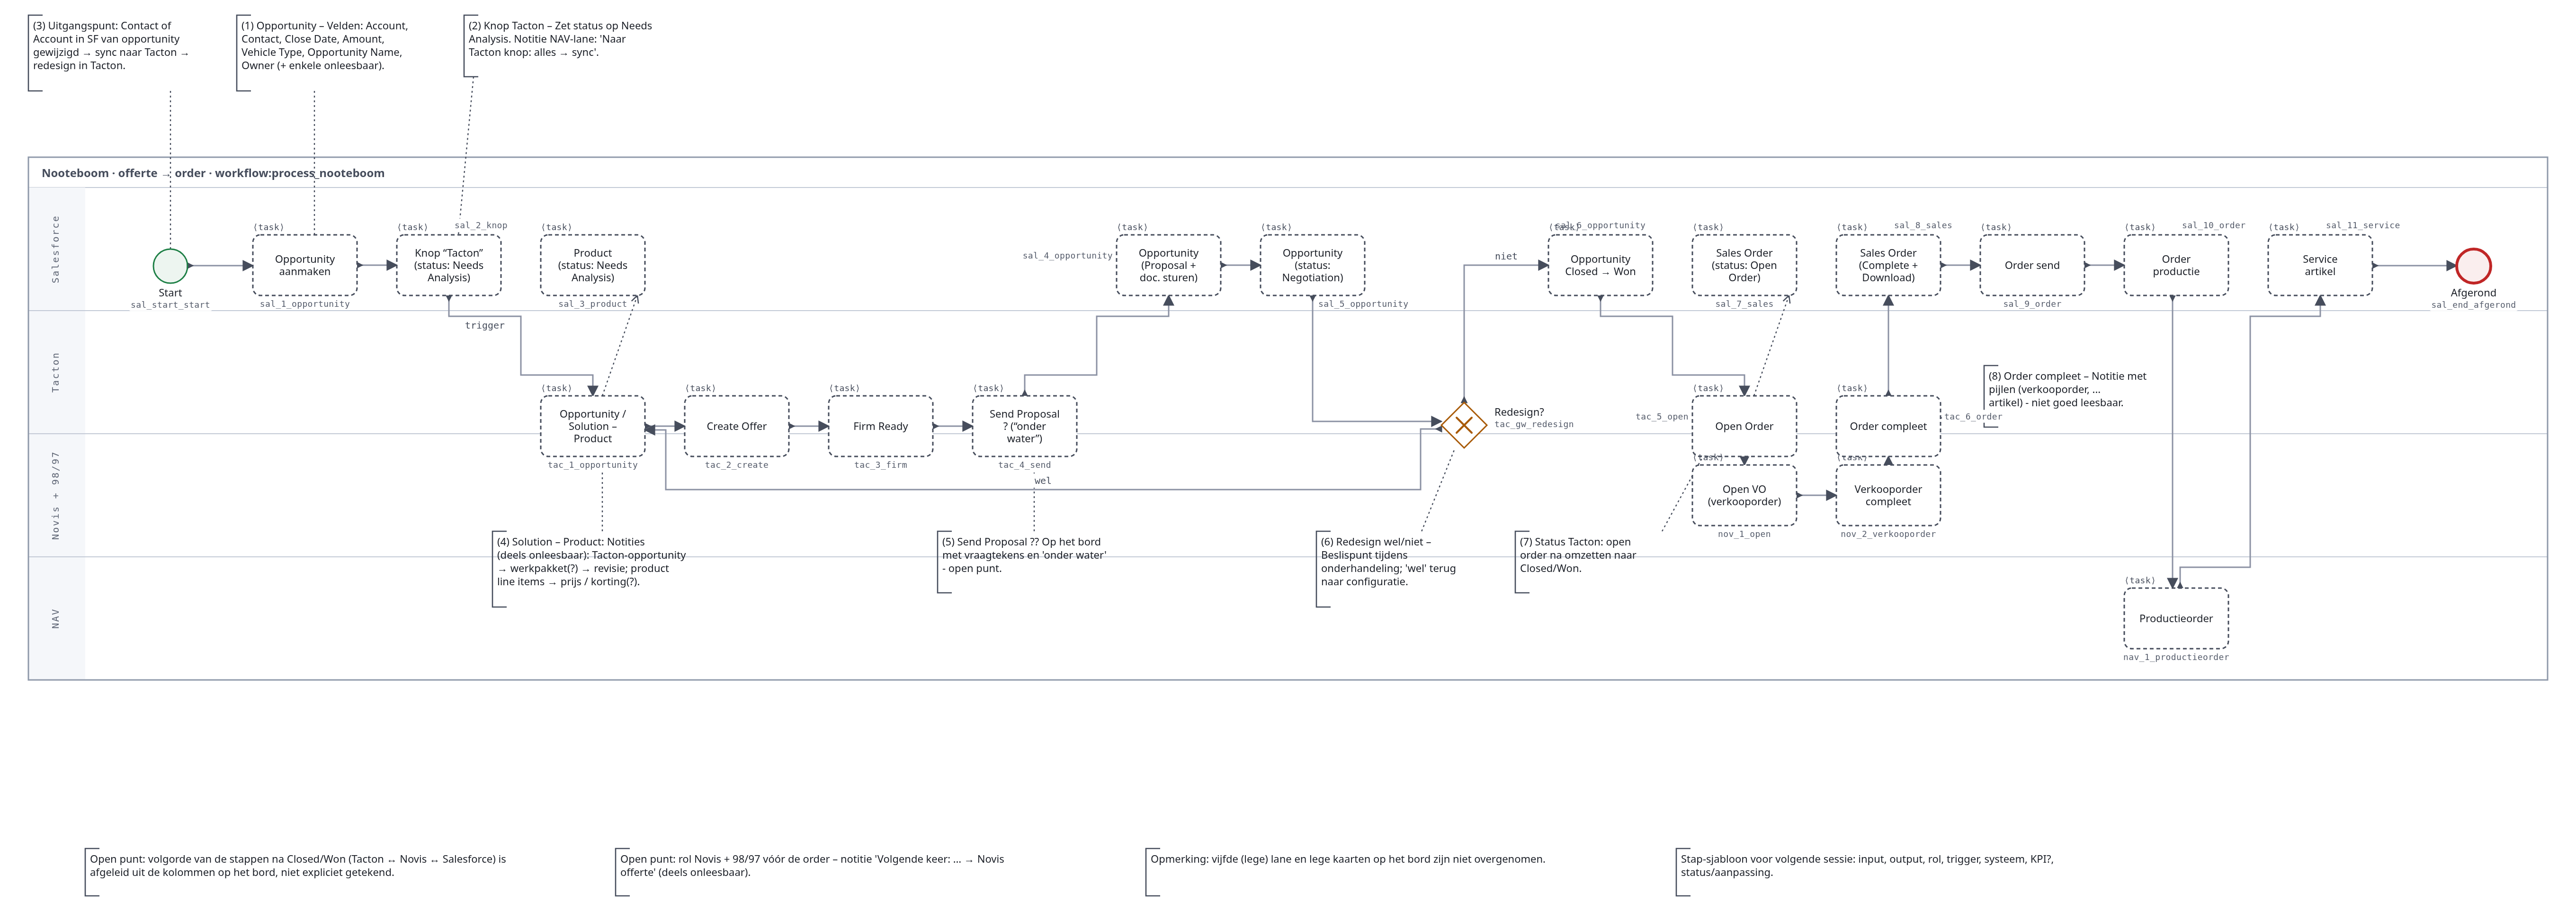 (3) Uitgangspunt: Contact of
Account in SF van opportunity
gewijzigd → sync naar Tacton →
redesign in Tacton.
(1) Opportunity – Velden: Account,
Contact, Close Date, Amount,
Vehicle Type, Opportunity Name,
Owner (+ enkele onleesbaar).
(2) Knop Tacton – Zet status op Needs
Analysis. Notitie NAV-lane: 'Naar
Tacton knop: alles → sync'.
Nooteboom · offerte → order · workflow:process_nooteboom
Salesforce
Start
sal_start_start
⟨task⟩
Opportunity
aanmaken
sal_1_opportunity
⟨task⟩
sal_2_knop
Knop “Tacton”
(status: Needs
Analysis)
⟨task⟩
Product
(status: Needs
Analysis)
sal_3_product
sal_4_opportunity
⟨task⟩
Opportunity
(Proposal +
doc. sturen)
⟨task⟩
Opportunity
(status:
Negotiation)
sal_5_opportunity
niet
⟨task⟩
sal_6_opportunity
Opportunity
Closed → Won
⟨task⟩
Sales Order
(status: Open
Order)
sal_7_sales
⟨task⟩
sal_8_sales
Sales Order
(Complete +
Download)
⟨task⟩
Order send
sal_9_order
⟨task⟩
sal_10_order
Order
productie
⟨task⟩
sal_11_service
Service
artikel
Afgerond
sal_end_afgerond
trigger
Tacton
⟨task⟩
Opportunity /
Solution –
Product
tac_1_opportunity
⟨task⟩
Create Offer
tac_2_create
⟨task⟩
Firm Ready
tac_3_firm
⟨task⟩
Send Proposal
? (“onder
water”)
tac_4_send
Redesign?
tac_gw_redesign
wel
tac_5_open
⟨task⟩
Open Order
⟨task⟩
Order compleet
tac_6_order
(8) Order compleet – Notitie met
pijlen (verkooporder, ...
artikel) - niet goed leesbaar.
Novis + 98/97
⟨task⟩
Open VO
(verkooporder)
nov_1_open
⟨task⟩
Verkooporder
compleet
nov_2_verkooporder
(4) Solution – Product: Notities
(deels onleesbaar): Tacton-opportunity
→ werkpakket(?) → revisie; product
line items → prijs / korting(?).
(5) Send Proposal ?? Op het bord
met vraagtekens en 'onder water'
- open punt.
(6) Redesign wel/niet –
Beslispunt tijdens
onderhandeling; 'wel' terug
naar configuratie.
(7) Status Tacton: open
order na omzetten naar
Closed/Won.
NAV
⟨task⟩
Productieorder
nav_1_productieorder
Open punt: volgorde van de stappen na Closed/Won (Tacton ↔ Novis ↔ Salesforce) is
afgeleid uit de kolommen op het bord, niet expliciet getekend.
Open punt: rol Novis + 98/97 vóór de order – notitie 'Volgende keer: ... → Novis
offerte' (deels onleesbaar).
Opmerking: vijfde (lege) lane en lege kaarten op het bord zijn niet overgenomen.
Stap-sjabloon voor volgende sessie: input, output, rol, trigger, systeem, KPI?,
status/aanpassing.